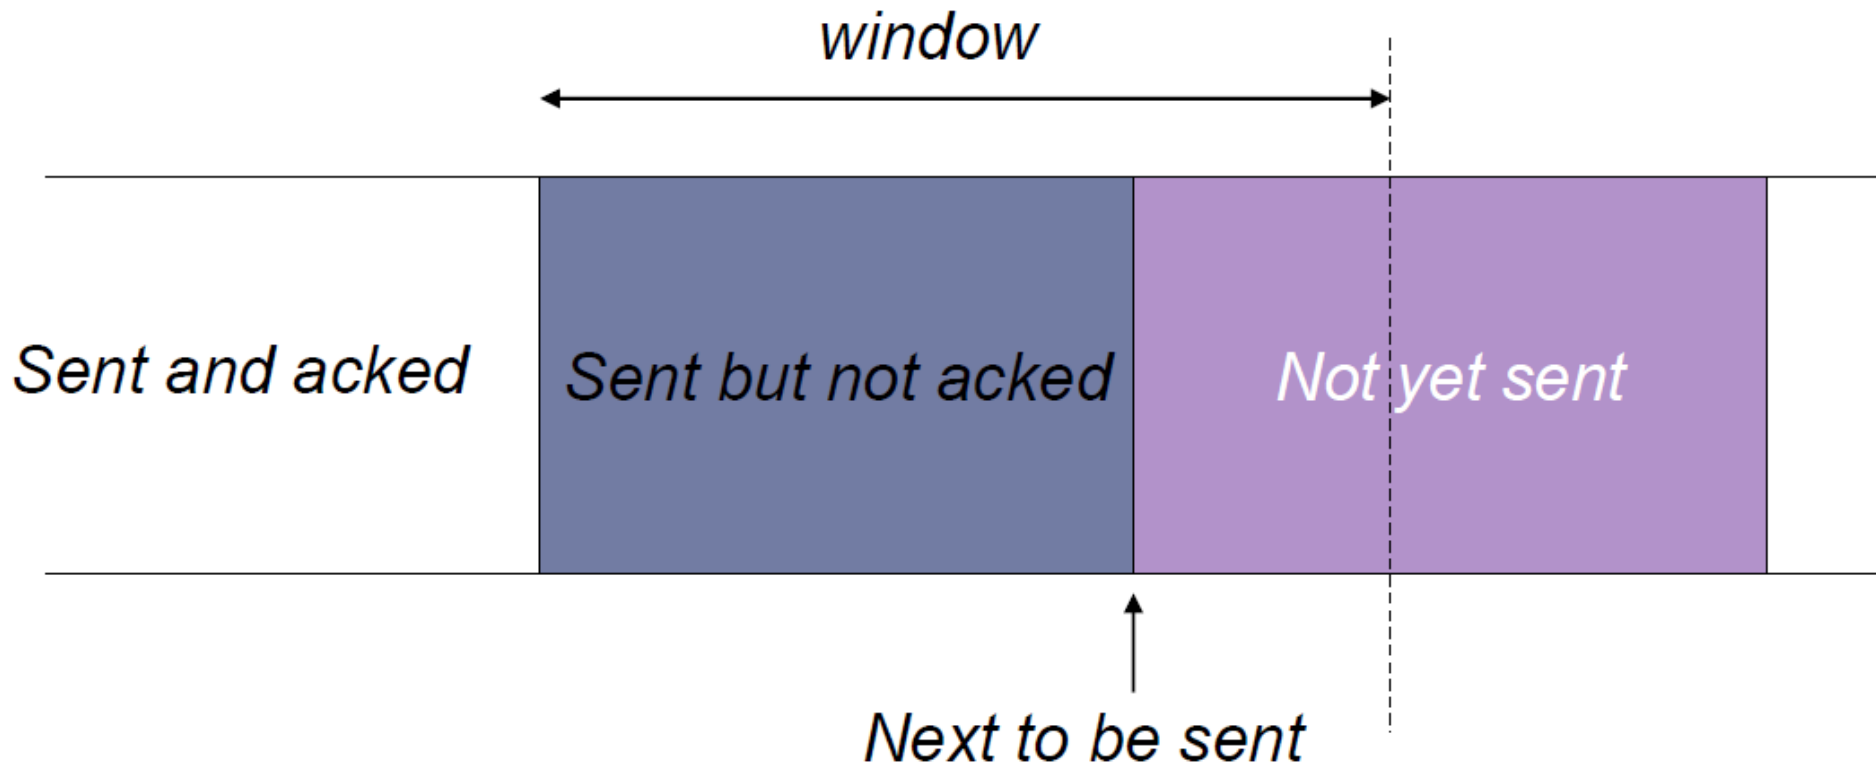 window
Sent and acked
Sent but not acked
Not yet sent
Next to be sent